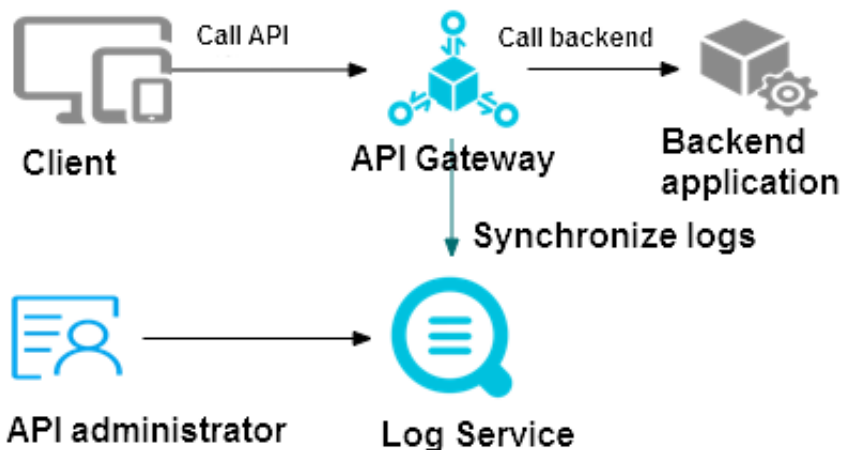 Call API
Call backend
Client
API Gateway
Backend
application
Synchronize logs
API administrator
Log Service